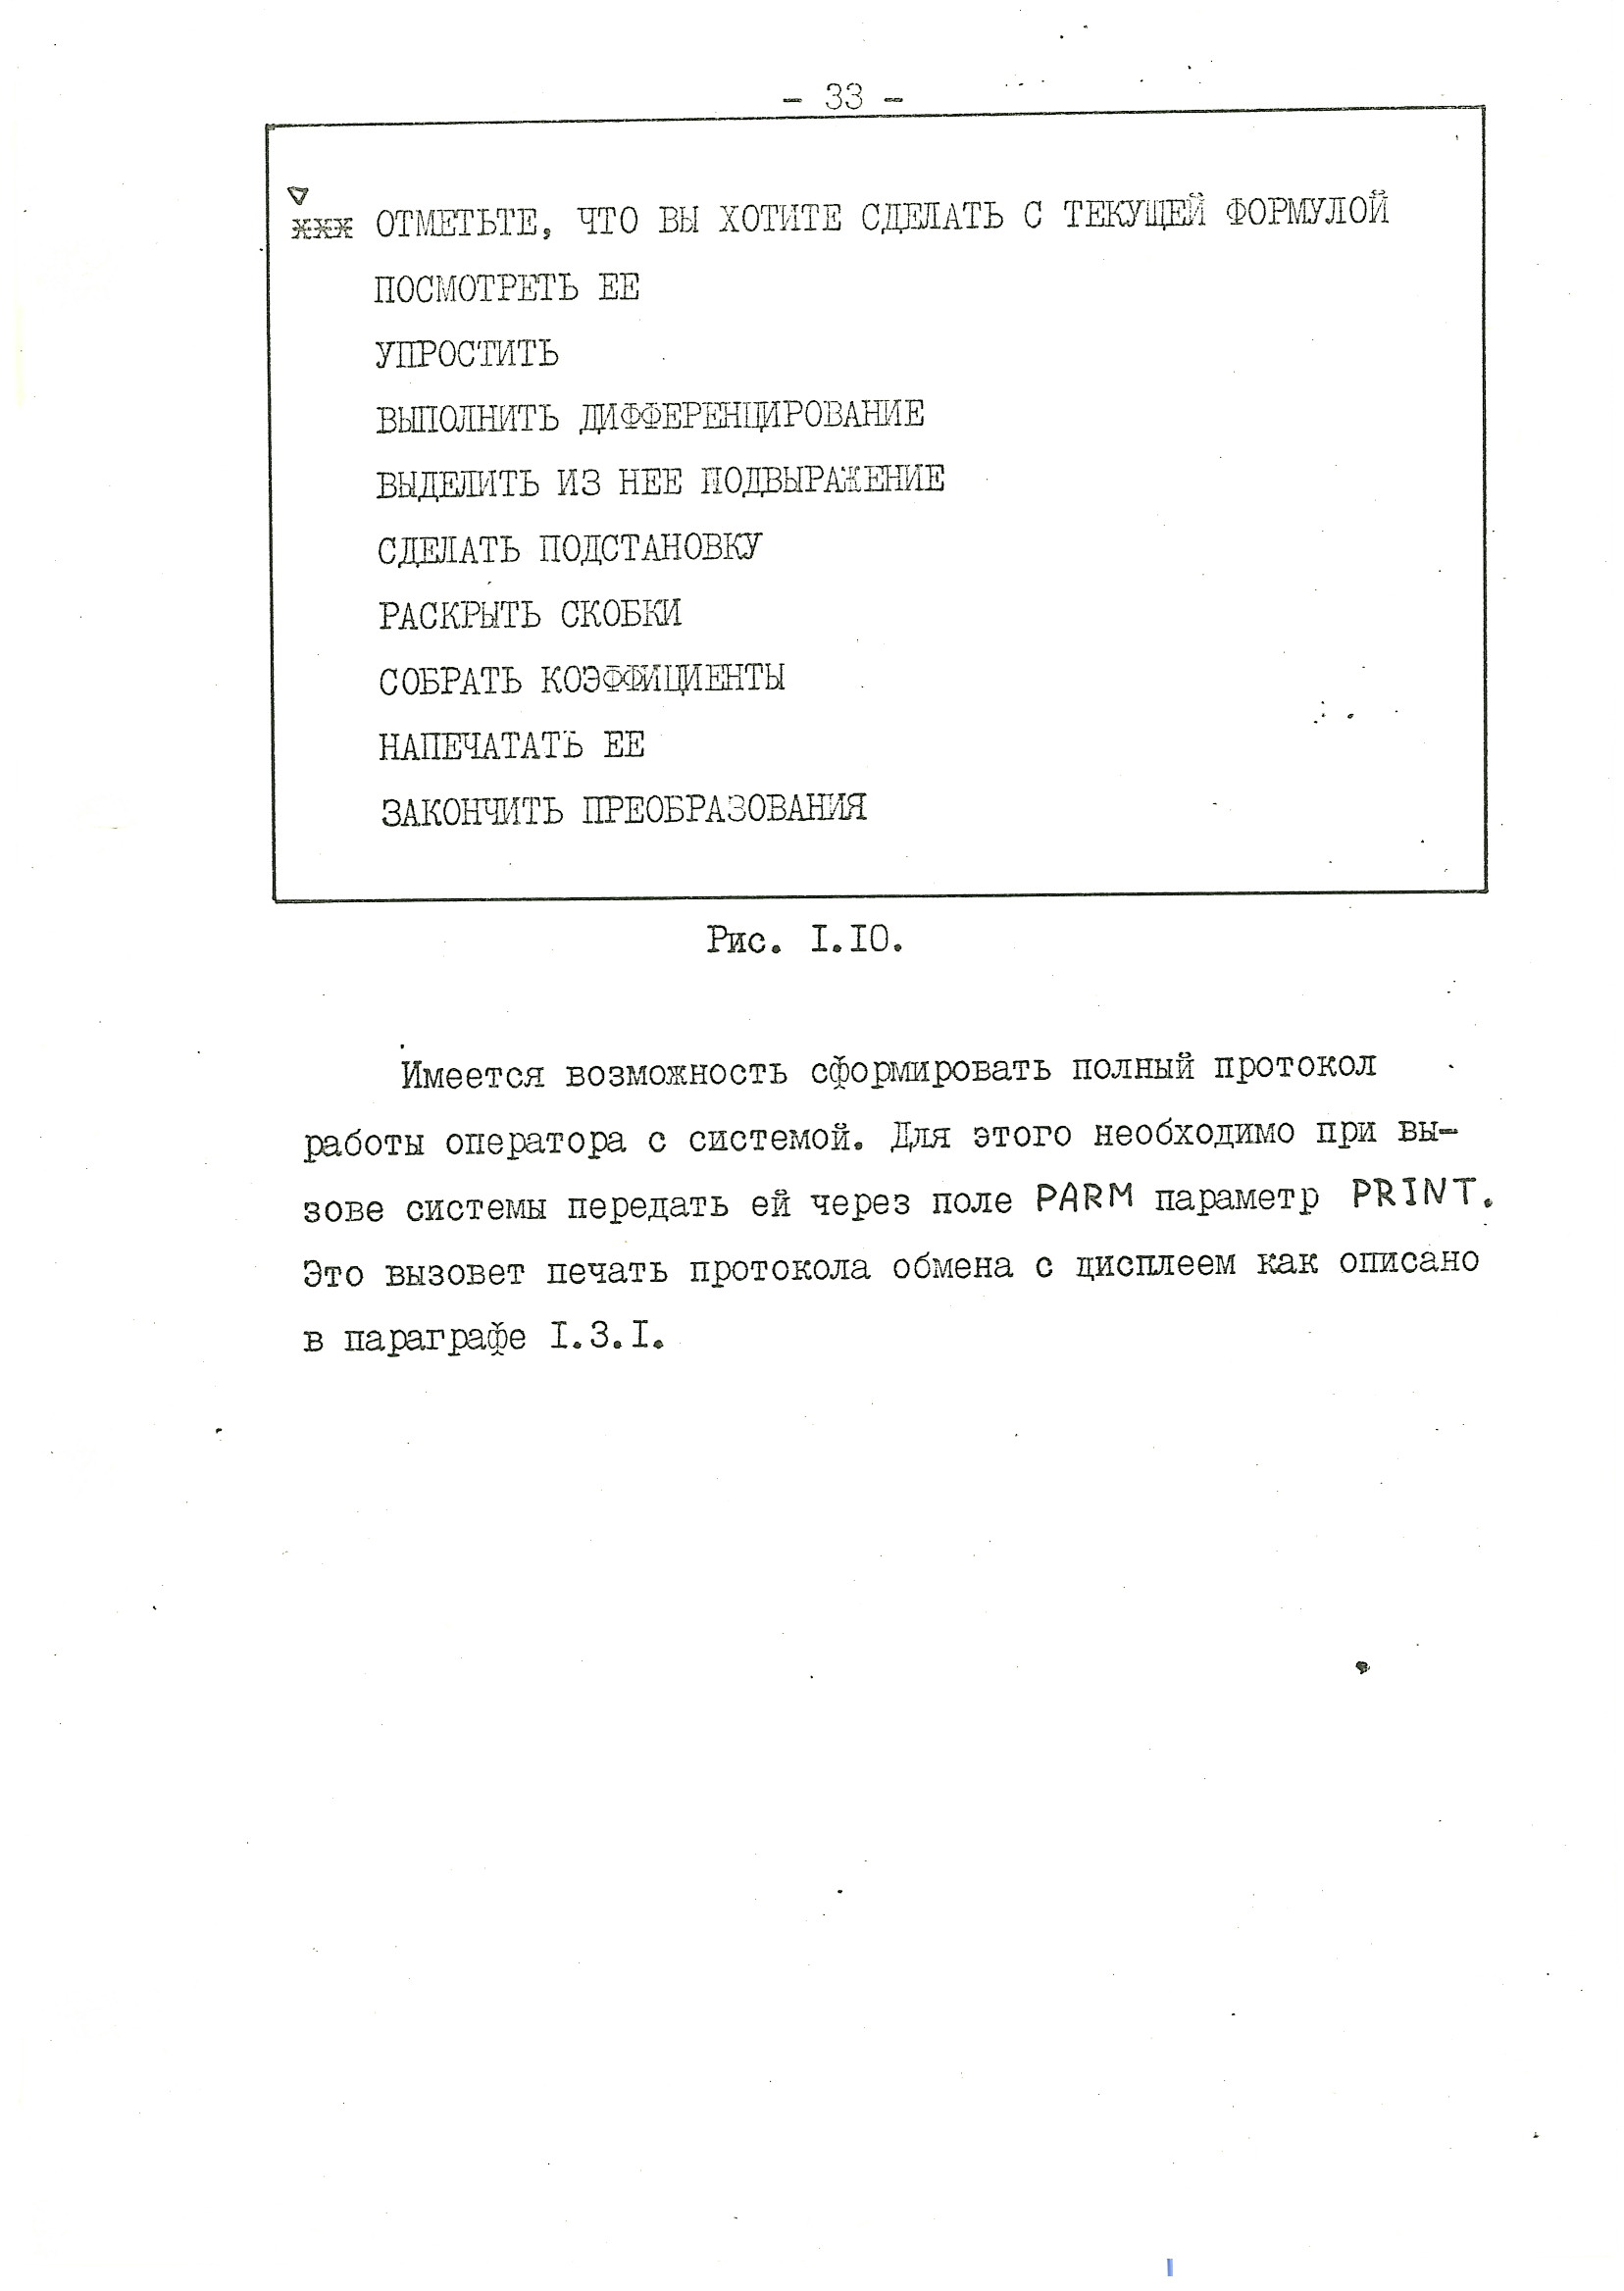 - 33 -
*** ОТМЕТЬТЕ, ЧТО ВЫ ХОТИТЕ СДЕЛАТЬ С ТЕКУЩЕЙ ФОРМУЛОЙ
ПОСМОТРЕТЬ ЕЕ
УПРОСТИТЬ
ВЫПОЛНИТЬ ДИФФЕРЕНЦИРОВАНИЕ
ВЫДЕЛИТЬ ИЗ НЕЕ ПОДВЫРАЖЕНИЕ
СДЕЛАТЬ ПОДСТАНОВКУ
РАСКРЫТЬ СКОБКИ
СОБРАТЬ КОЭФФИЦИЕНТЫ
НАПЕЧАТАТЬ ЕЕ
ЗАКОНЧИТЬ ПРЕОБРАЗОВАНИЯ
Рис. I.IO.
Имеется возможность сформировать полный протокол
работы оператора с системой. Для этого необходимо при вы-
зове системы передать ей через поле PARM параметр PRINT.
Это вызовет печать протокола обмена с дисплеем как описано
в параграфе I.3.I.